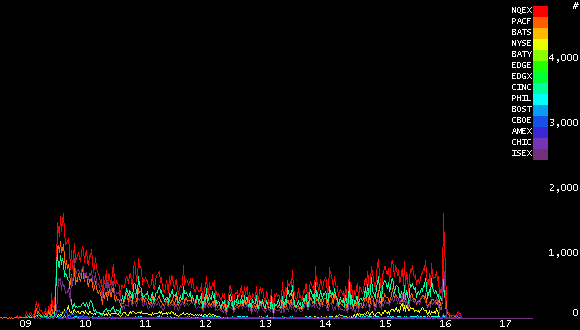 NQEX #
PACF
BATS
NYSE
BATY 4,000
EDGE
EDGX
CINC
PHIL
BOST
CBOE 3,000
AMEX
CHIC
ISEX
2,000
1,000
0
09 10 11 12 13 14 15 16 17